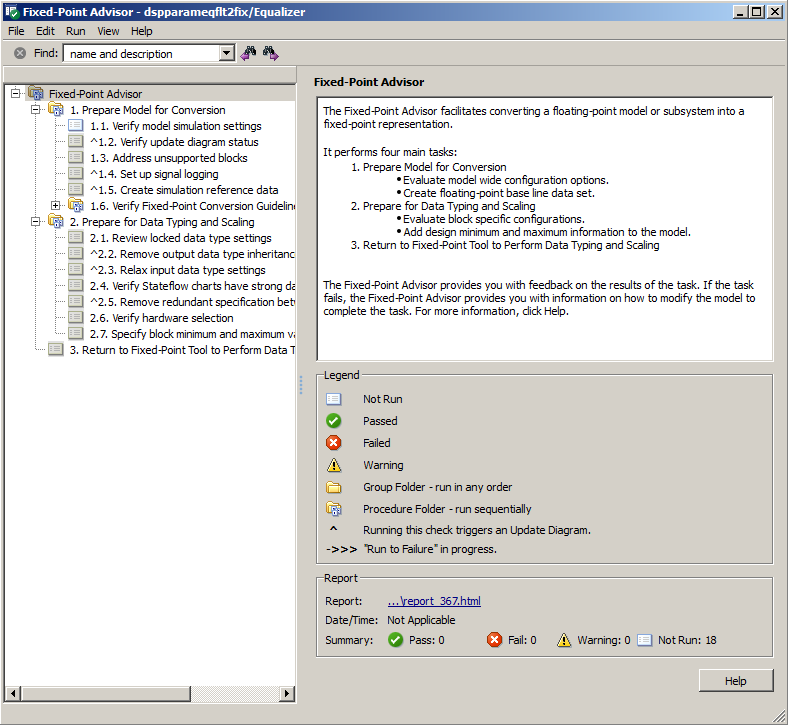 Fixed-Point Advisor - dspparameqflt2fix/Equalizer
File Edit Run View Help
Find: name and description
Fixed-Point Advisor
1. Prepare Model for Conversion
1.1. Verify model simulation settings
^1.2. Verify update diagram status
1.3. Address unsupported blocks
^1.4. Set up signal logging
^1.5. Create simulation reference data
1.6. Verify Fixed-Point Conversion Guideline
2. Prepare for Data Typing and Scaling
2.1. Review locked data type settings
^2.2. Remove output data type inheritanc
^2.3. Relax input data type settings
2.4. Verify Stateflow charts have strong da
^2.5. Remove redundant specification betw
2.6. Verify hardware selection
2.7. Specify block minimum and maximum va
3. Return to Fixed-Point Tool to Perform Data T
Fixed-Point Advisor
The Fixed-Point Advisor facilitates converting a floating-point model or subsystem into a
fixed-point representation.
It performs four main tasks:
1. Prepare Model for Conversion
• Evaluate model wide configuration options.
• Create floating-point base line data set.
2. Prepare for Data Typing and Scaling
• Evaluate block specific configurations.
• Add design minimum and maximum information to the model.
3. Return to Fixed-Point Tool to Perform Data Typing and Scaling
The Fixed-Point Advisor provides you with feedback on the results of the task. If the task
fails, the Fixed-Point Advisor provides you with information on how to modify the model to
complete the task. For more information, click Help.
Legend
Not Run
Passed
Failed
Warning
Group Folder - run in any order
Procedure Folder - run sequentially
^ Running this check triggers an Update Diagram.
->>> "Run to Failure" in progress.
Report
Report: ...\report_367.html
Date/Time: Not Applicable
Summary: Pass: 0 Fail: 0 Warning: 0 Not Run: 18
Help